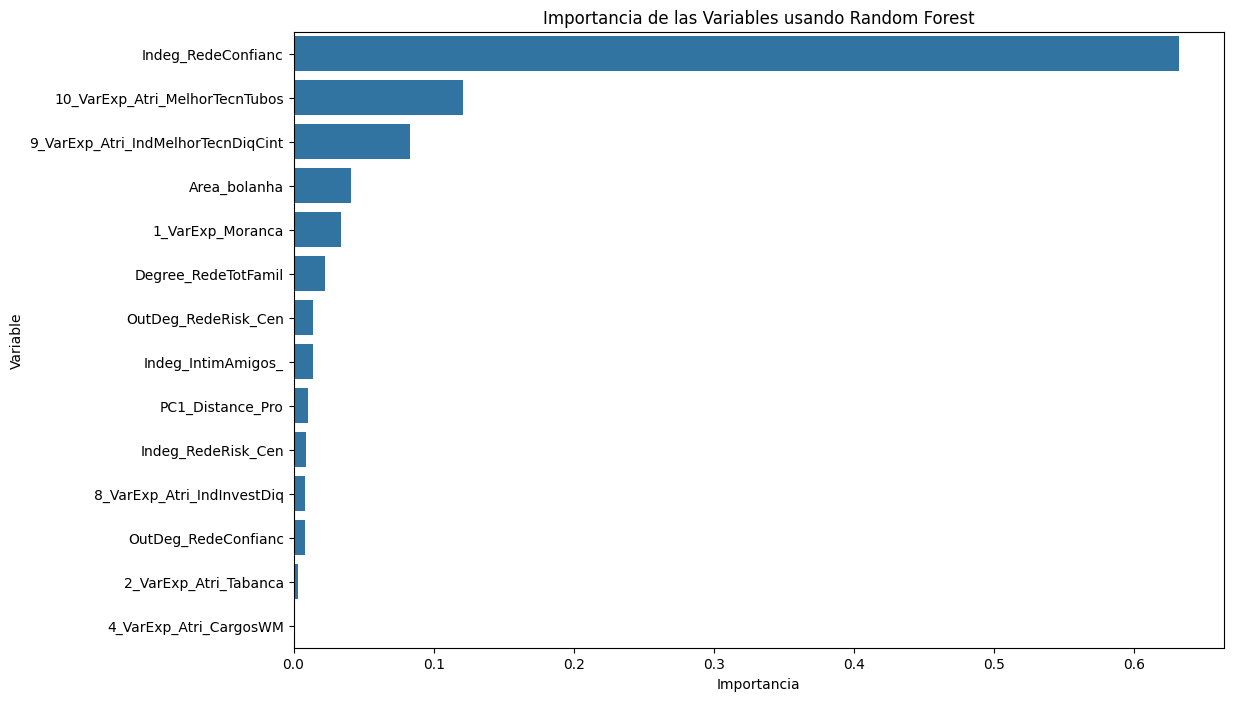 Importancia de las Variables usando Random Forest
Variable
Indeg_RedeConfianc
10_VarExp_Atri_MelhorTecnTubos
9_VarExp_Atri_IndMelhorTecnDiqCint
Area_bolanha
1_VarExp_Moranca
Degree_RedeTotFamil
OutDeg_RedeRisk_Cen
Indeg_IntimAmigos_
PC1_Distance_Pro
Indeg_RedeRisk_Cen
8_VarExp_Atri_IndInvestDiq
OutDeg_RedeConfianc
2_VarExp_Atri_Tabanca
4_VarExp_Atri_CargosWM
0.0 0.1 0.2 0.3 0.4 0.5 0.6
Importancia